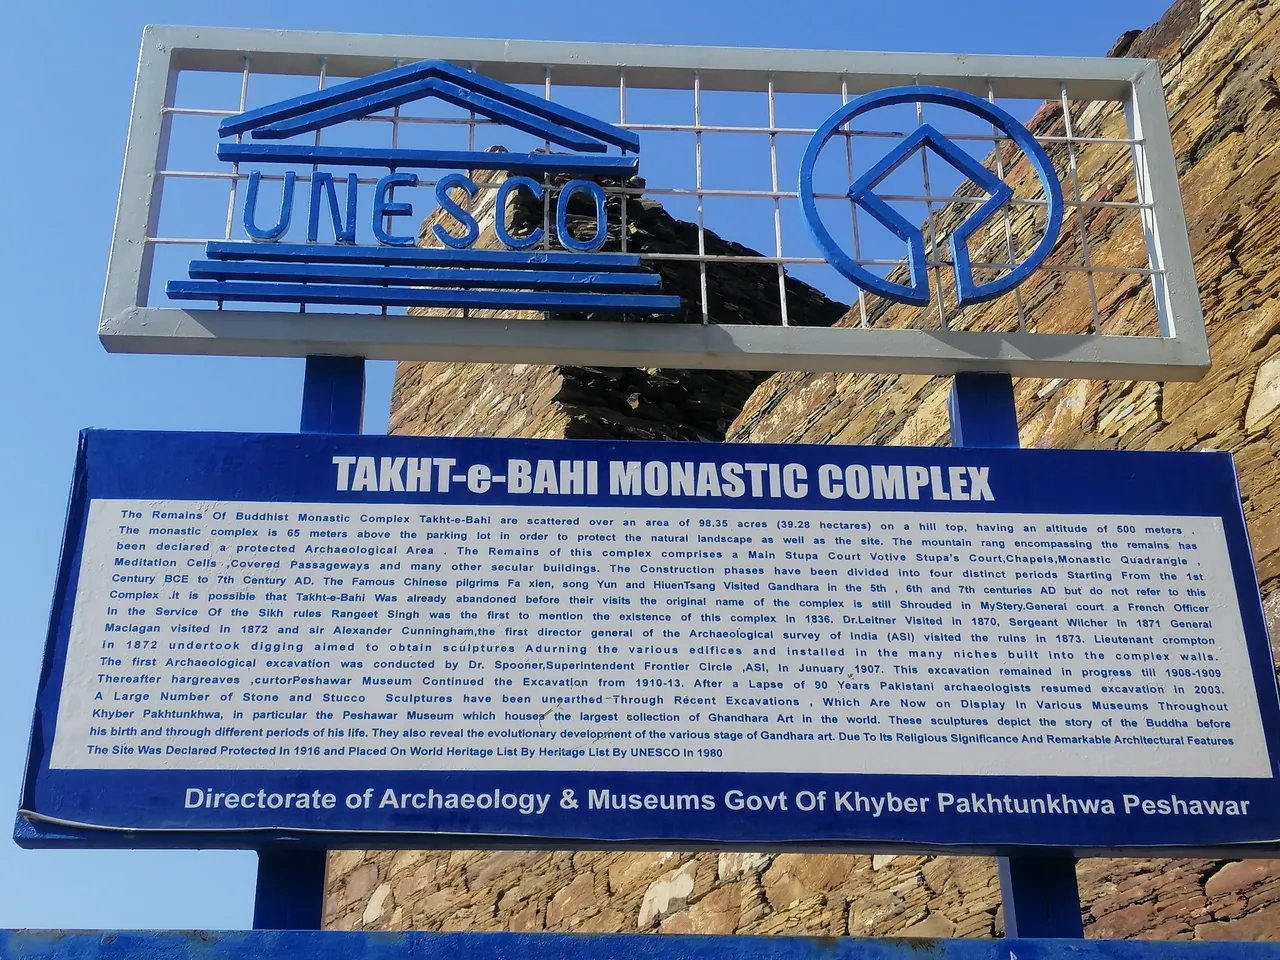 UNESCO
TAKHT-e-BAHI MONASTIC COMPLEX
The Remains Of Buddhist Monastic Complex Takht-e-Bahi are scattered over an area of 98.35 acres (39.28 hectares) on a hill top, having an altitude of 500 meters .
The monastic complex is 65 meters above the parking lot in order to protect the natural landscape as well as the site. The mountain rang encompassing the remains has
been declared a protected Archaeological Area . The Remains of this complex comprises a Main Stupa Court Votive Stupa's Court,Chapels,Monastic Quadrangie ,
Meditation Cells ,Covered Passageways and many other secular buildings. The Construction phases have been divided into four distinct periods Starting From the 1st
Century BCE to 7th Century AD. The Famous Chinese pilgrims Fa xien, song Yun and HiuenTsang Visited Gandhara in the 5th , 6th and 7th centuries AD but do not refer to this
Complex .it is possible that Takht-e-Bahi Was already abandoned before their visits the original name of the complex is still Shrouded in MyStery.General court a French Officer
In the Service Of the Sikh rules Rangeet Singh was the first to mention the existence of this complex in 1836. Dr.Leitner Visited in 1870, Sergeant Wilcher in 1871 General
Maclagan visited In 1872 and sir Alexander Cunningham,the first director general of the Archaeological survey of India (ASI) visited the ruins in 1873. Lieutenant crompton
in 1872 undertook digging aimed to obtain sculptures Adurning the various edifices and Installed in the many niches built into the complex walls.
The first Archaeological excavation was conducted by Dr. Spooner,Superintendent Frontier Circle ,ASI, In Junuary 1907. This excavation remained in progress till 1908-1909
Thereafter hargreaves ,curtorPeshawar Museum Continued the Excavation from 1910-13. After a Lapse of 90 Years Pakistani archaeologists resumed excavation in 2003.
A Large Number of Stone and Stucco Sculptures have been unearthed Through Recent Excavations , Which Are Now on Display In Various Museums Throughout
Khyber Pakhtunkhwa, in particular the Peshawar Museum which houses the largest collection of Ghandhara Art in the world. These sculptures depict the story of the Buddha before
his birth and through different periods of his life. They also reveal the evolutionary development of the various stage of Gandhara art. Due To Its Religious Significance And Remarkable Architectural Features
The Site Was Declared Protected In 1916 and Placed On World Heritage List By Heritage List By UNESCO in 1980
Directorate of Archaeology & Museums Govt Of Khyber Pakhtunkhwa Peshawar